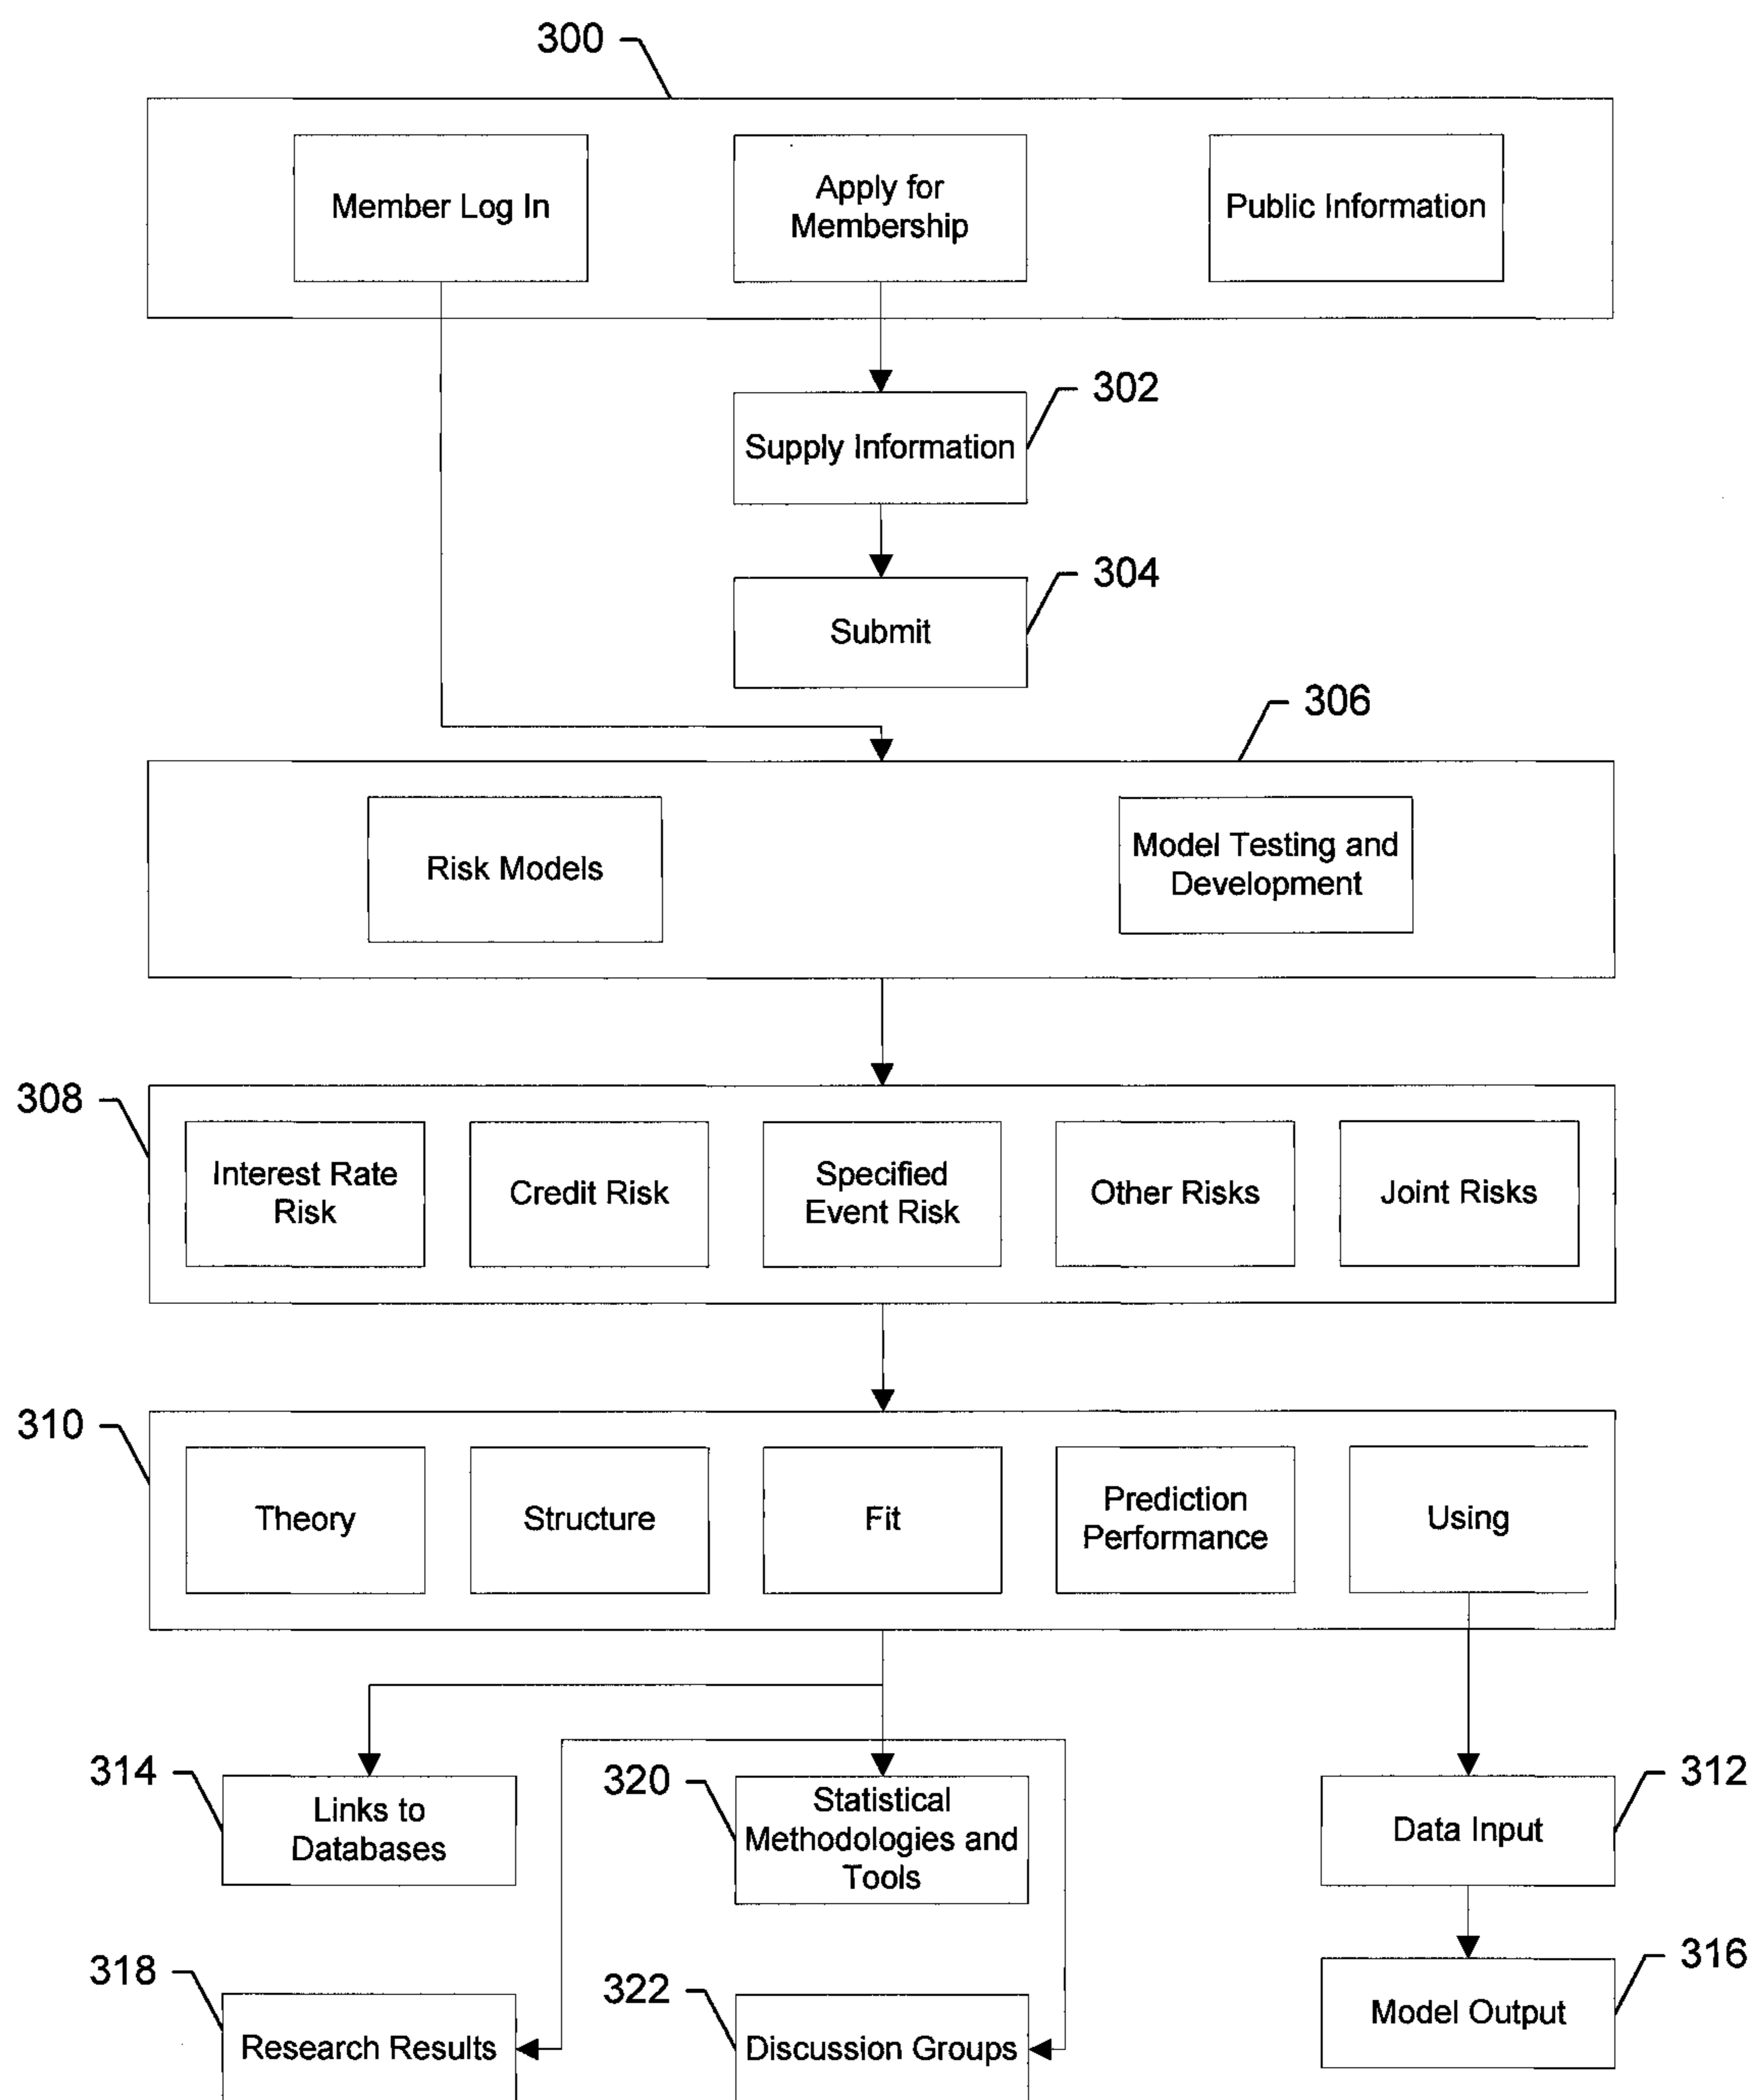 300
Member Log In
Apply for
Membership
Public Information
302
Supply Information
304
Submit
306
Risk Models
Model Testing and
Development
308
Interest Rate
Risk
Credit Risk
Specified
Event Risk
Other Risks
Joint Risks
310
Theory
Structure
Fit
Prediction
Performance
Using
314
Links to
Databases
320
Statistical
Methodologies and
Tools
312
Data Input
318
Research Results
322
Discussion Groups
316
Model Output